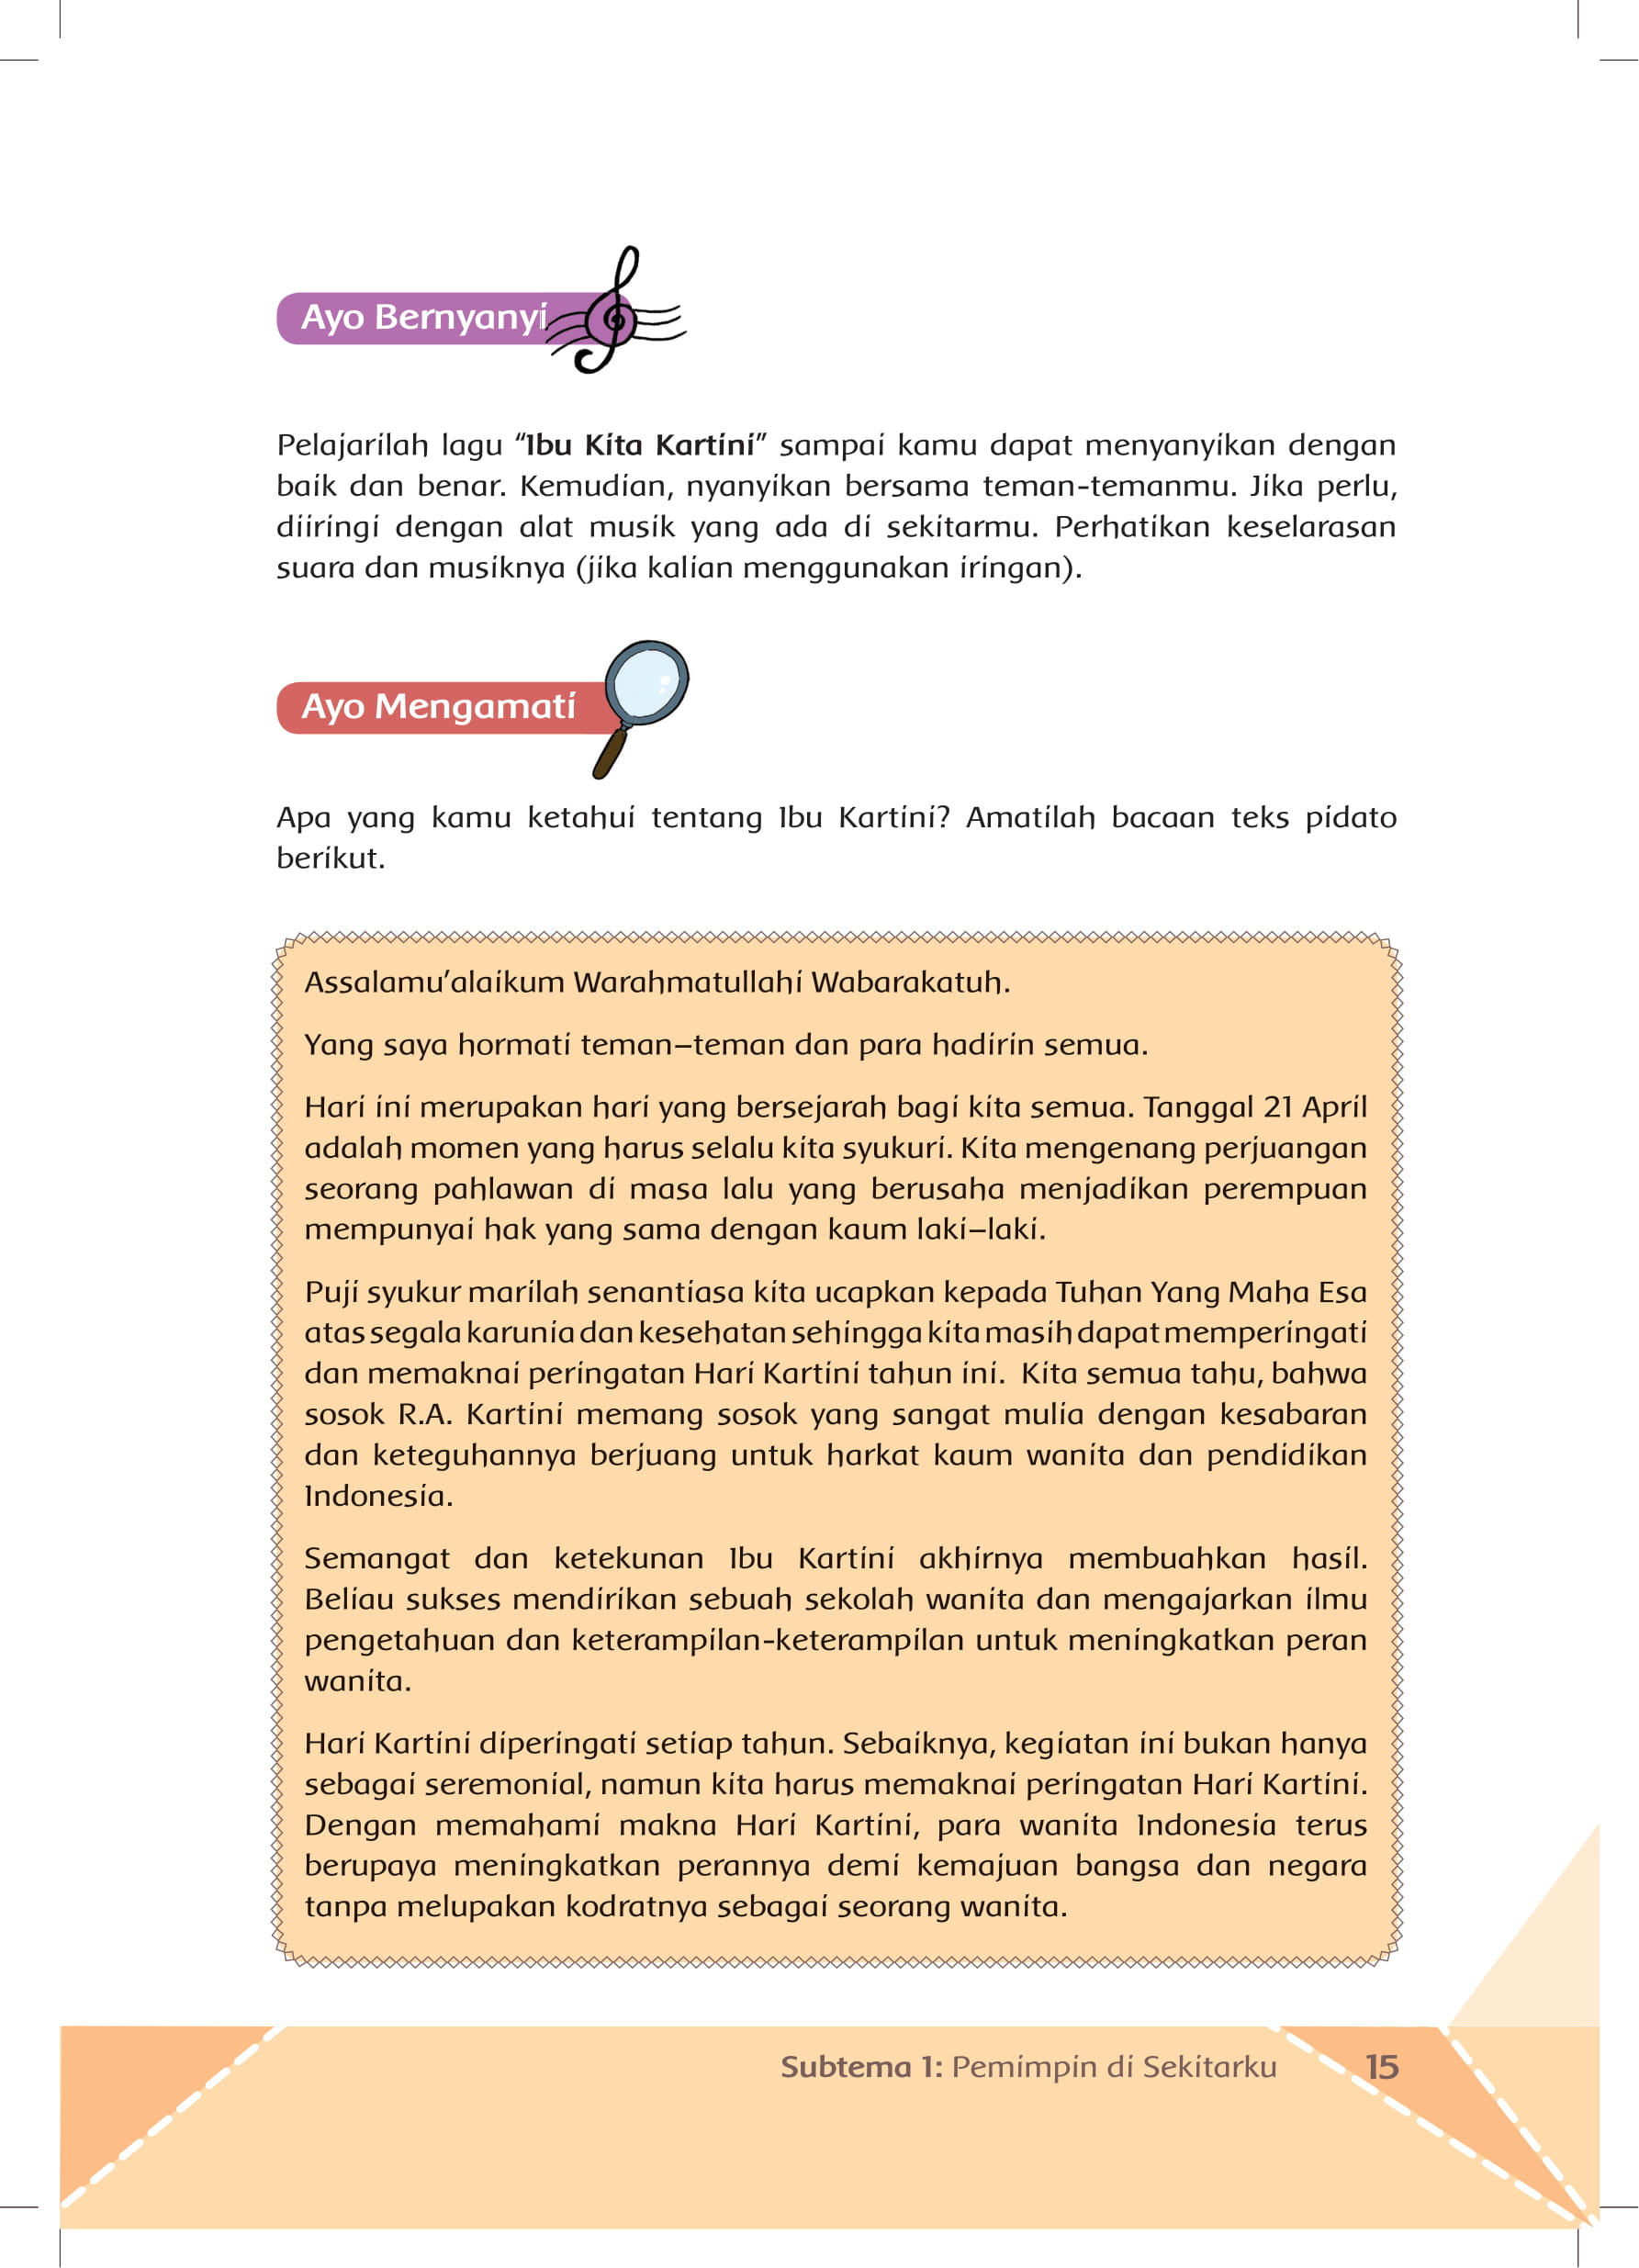 Ayo Bernyanyi
Pelajarilah lagu “Ibu Kita Kartini” sampai kamu dapat menyanyikan dengan
baik dan benar. Kemudian, nyanyikan bersama teman-temanmu. Jika perlu,
diiringi dengan alat musik yang ada di sekitarmu. Perhatikan keselarasan
suara dan musiknya (jika kalian menggunakan iringan).
Ayo Mengamati
Apa yang kamu ketahui tentang Ibu Kartini? Amatilah bacaan teks pidato
berikut.
Assalamu’alaikum Warahmatullahi Wabarakatuh.
Yang saya hormati teman–teman dan para hadirin semua.
Hari ini merupakan hari yang bersejarah bagi kita semua. Tanggal 21 April
adalah momen yang harus selalu kita syukuri. Kita mengenang perjuangan
seorang pahlawan di masa lalu yang berusaha menjadikan perempuan
mempunyai hak yang sama dengan kaum laki–laki.
Puji syukur marilah senantiasa kita ucapkan kepada Tuhan Yang Maha Esa
atas segala karunia dan kesehatan sehingga kita masih dapat memperingati
dan memaknai peringatan Hari Kartini tahun ini. Kita semua tahu, bahwa
sosok R.A. Kartini memang sosok yang sangat mulia dengan kesabaran
dan keteguhannya berjuang untuk harkat kaum wanita dan pendidikan
Indonesia.
Semangat dan ketekunan Ibu Kartini akhirnya membuahkan hasil.
Beliau sukses mendirikan sebuah sekolah wanita dan mengajarkan ilmu
pengetahuan dan keterampilan-keterampilan untuk meningkatkan peran
wanita.
Hari Kartini diperingati setiap tahun. Sebaiknya, kegiatan ini bukan hanya
sebagai seremonial, namun kita harus memaknai peringatan Hari Kartini.
Dengan memahami makna Hari Kartini, para wanita Indonesia terus
berupaya meningkatkan perannya demi kemajuan bangsa dan negara
tanpa melupakan kodratnya sebagai seorang wanita.
Subtema 1: Pemimpin di Sekitarku 15